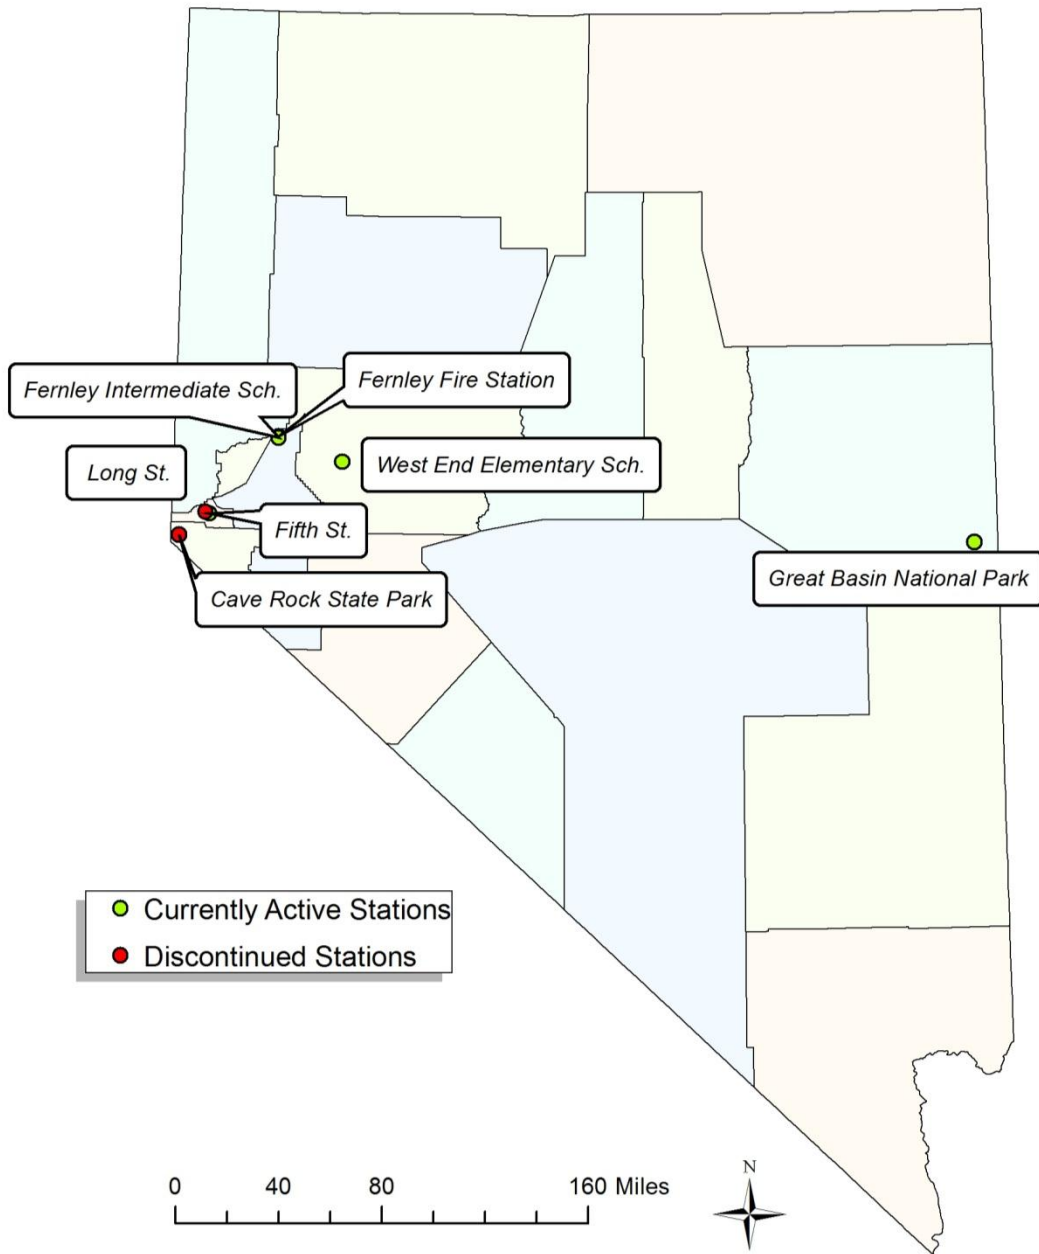 Fernley Intermediate Sch.
Fernley Fire Station
Long St.
West End Elementary Sch.
Fifth St.
Cave Rock State Park
Great Basin National Park
Currently Active Stations
Discontinued Stations
0 40 80 160 Miles
N